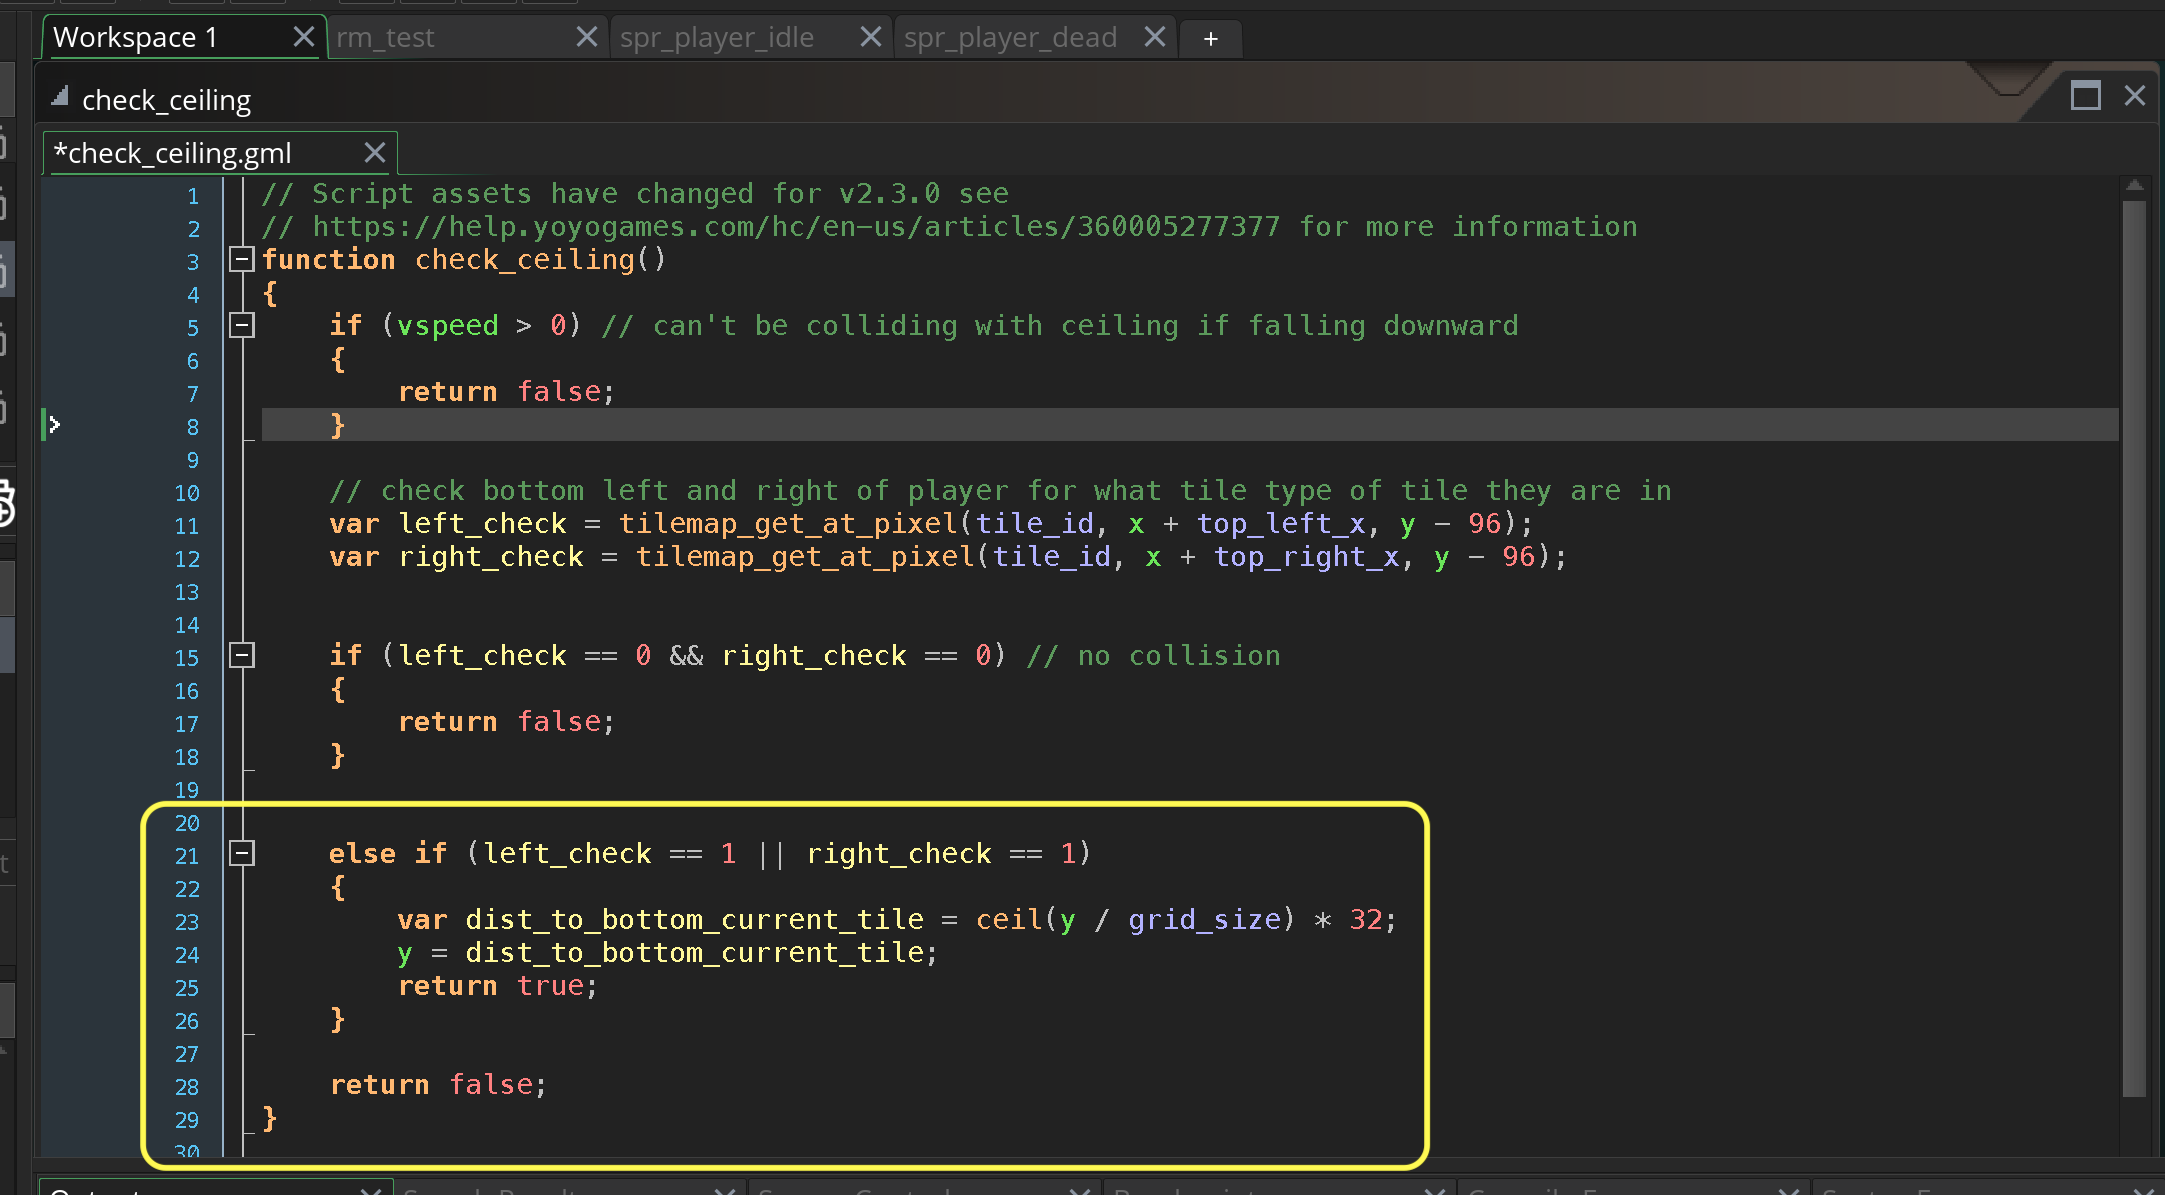 Workspace 1 rm_test spr_player_idle spr_player_dead +
check_ceiling
*check_ceiling.gml
1 // Script assets have changed for v2.3.0 see
2 // https://help.yoyogames.com/hc/en-us/articles/360005277377 for more information
3 function check_ceiling()
4 {
5 if (vspeed > 0) // can't be colliding with ceiling if falling downward
6 {
7 return false;
8 }
9
10 // check bottom left and right of player for what tile type of tile they are in
11 var left_check = tilemap_get_at_pixel(tile_id, x + top_left_x, y - 96);
12 var right_check = tilemap_get_at_pixel(tile_id, x + top_right_x, y - 96);
13
14
15 if (left_check == 0 && right_check == 0) // no collision
16 {
17 return false;
18 }
19
20
21 else if (left_check == 1 || right_check == 1)
22 {
23 var dist_to_bottom_current_tile = ceil(y / grid_size) * 32;
24 y = dist_to_bottom_current_tile;
25 return true;
26 }
27
28 return false;
29 }
30